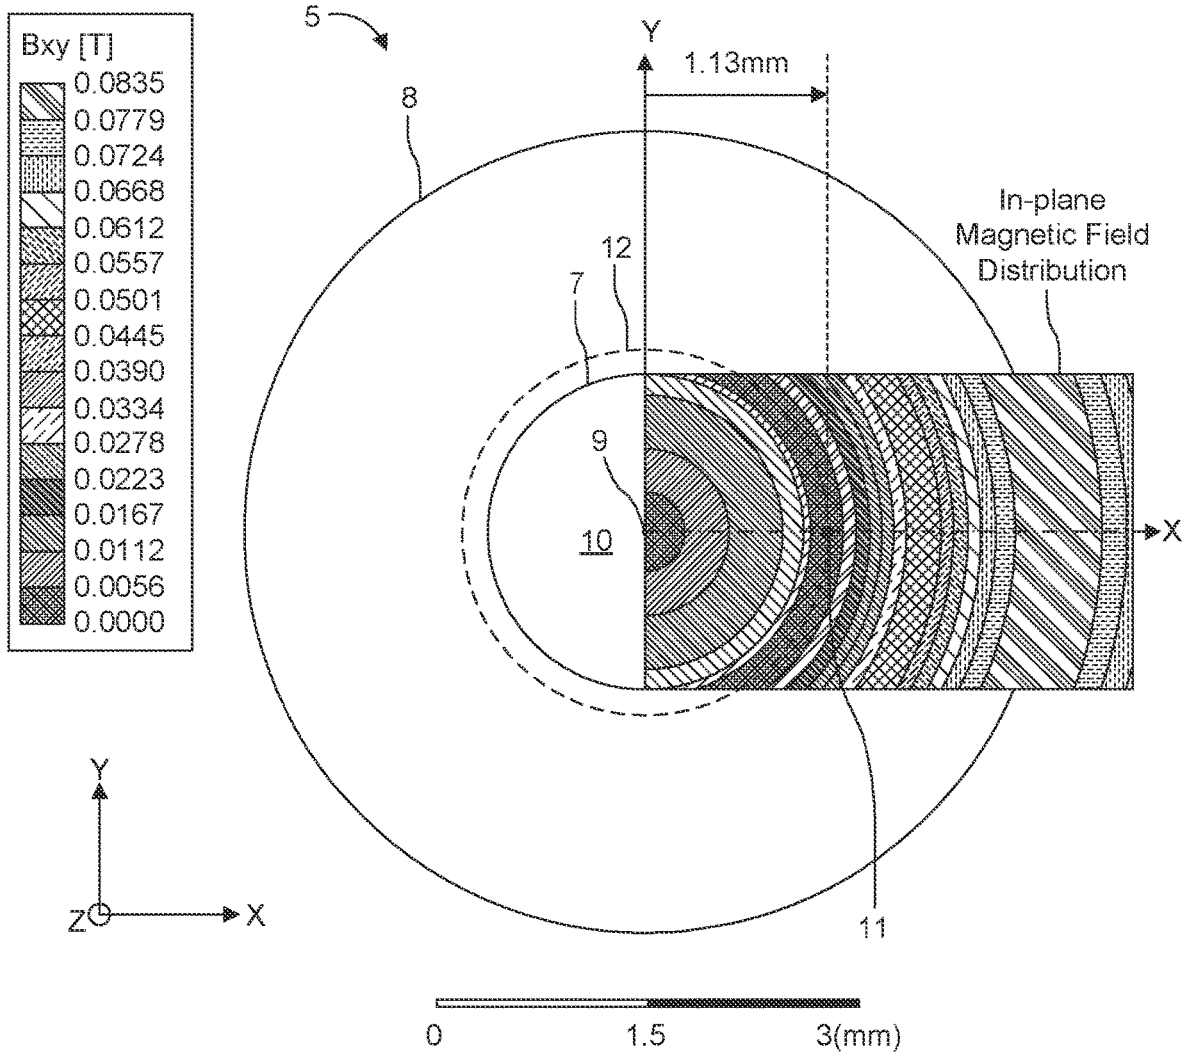 5
Bxy [T]
0.0835
0.0779
0.0724
0.0668
0.0612
0.0557
0.0501
0.0445
0.0390
0.0334
0.0278
0.0223
0.0167
0.0112
0.0056
0.0000
Y
1.13mm
8
In-plane
Magnetic Field
Distribution
12
7
9
10
X
Y
Z
X
11
0
1.5
3(mm)